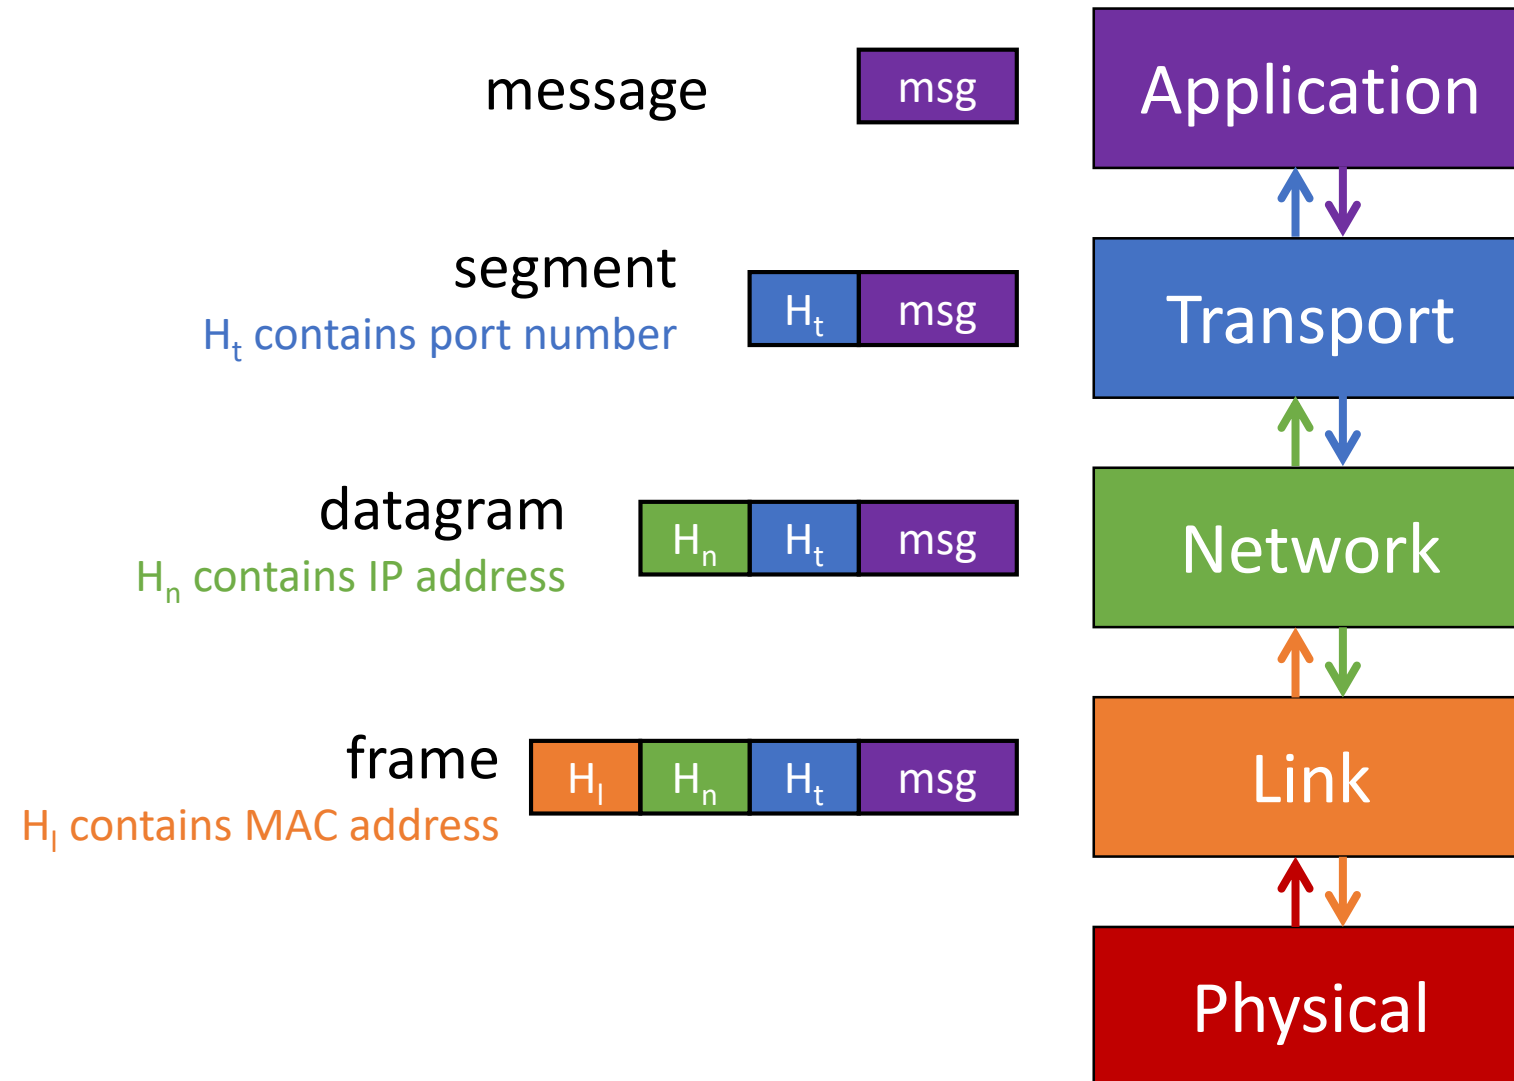 message
msg
Application
segment
Hₜ contains port number
Hₜ msg
Transport
datagram
Hₙ contains IP address
Hₙ Hₜ msg
Network
frame
Hₗ contains MAC address
Hₗ Hₙ Hₜ msg
Link
Physical